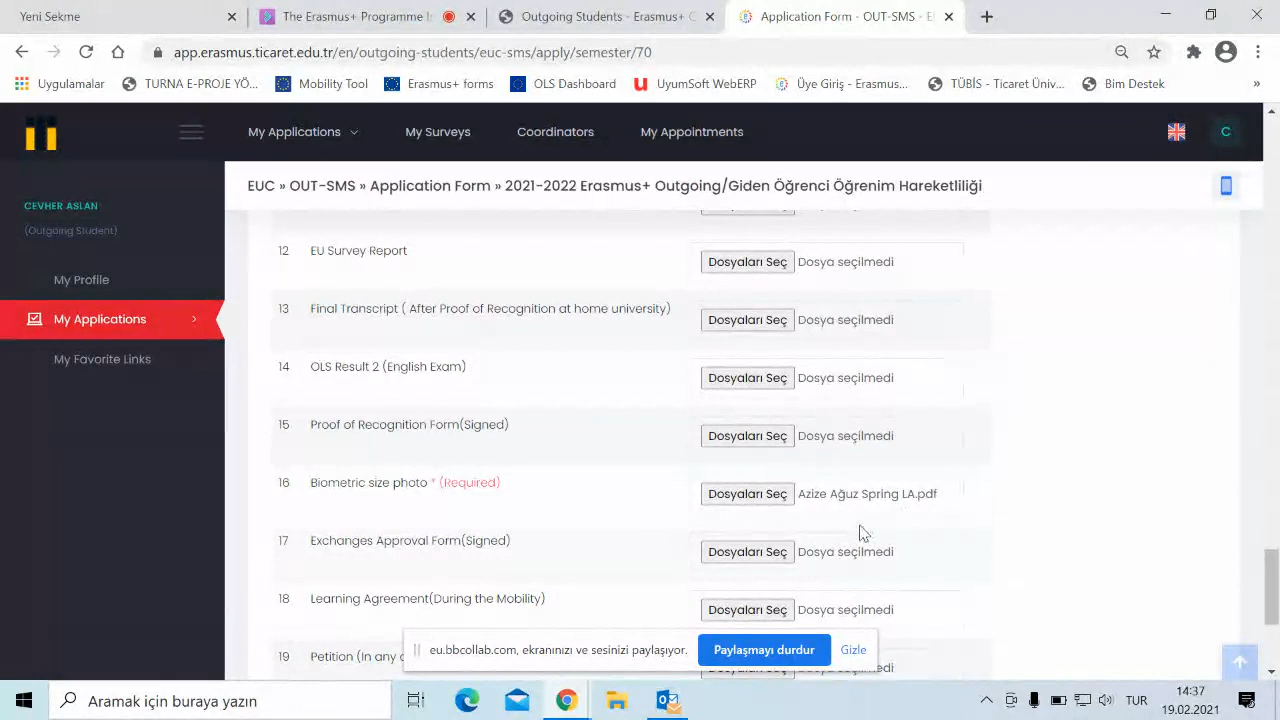 Yeni Sekme
The Erasmus+ Programme I
Outgoing Students - Erasmus+ C
Application Form - OUT-SMS - E
app.erasmus.ticaret.edu.tr/en/outgoing-students/euc-sms/apply/semester/70
Uygulamalar
TURNA E-PROJE YÖ...
Mobility Tool
Erasmus+ forms
OLS Dashboard
UyumSoft WebERP
Üye Giriş - Erasmus...
TÜBİS - Ticaret Üniv...
Bim Destek
»
My Applications
My Surveys
Coordinators
My Appointments
C
EUC » OUT-SMS » Application Form » 2021-2022 Erasmus+ Outgoing/Giden Öğrenci Öğrenim Hareketliliği
CEVHER ASLAN
(Outgoing Student)
My Profile
My Applications
My Favorite Links
12 EU Survey Report Dosyaları Seç Dosya seçilmedi
13 Final Transcript ( After Proof of Recognition at home university) Dosyaları Seç Dosya seçilmedi
14 OLS Result 2 (English Exam) Dosyaları Seç Dosya seçilmedi
15 Proof of Recognition Form(Signed) Dosyaları Seç Dosya seçilmedi
16 Biometric size photo * (Required) Dosyaları Seç Azize Ağuz Spring LA.pdf
17 Exchanges Approval Form(Signed) Dosyaları Seç Dosya seçilmedi
18 Learning Agreement(During the Mobility) Dosyaları Seç Dosya seçilmedi
19 Petition (In any
eu.bbcollab.com, ekranınızı ve sesinizi paylaşıyor.
Paylaşmayı durdur
Gizle
Aramak için buraya yazın
TUR
14:37
19.02.2021